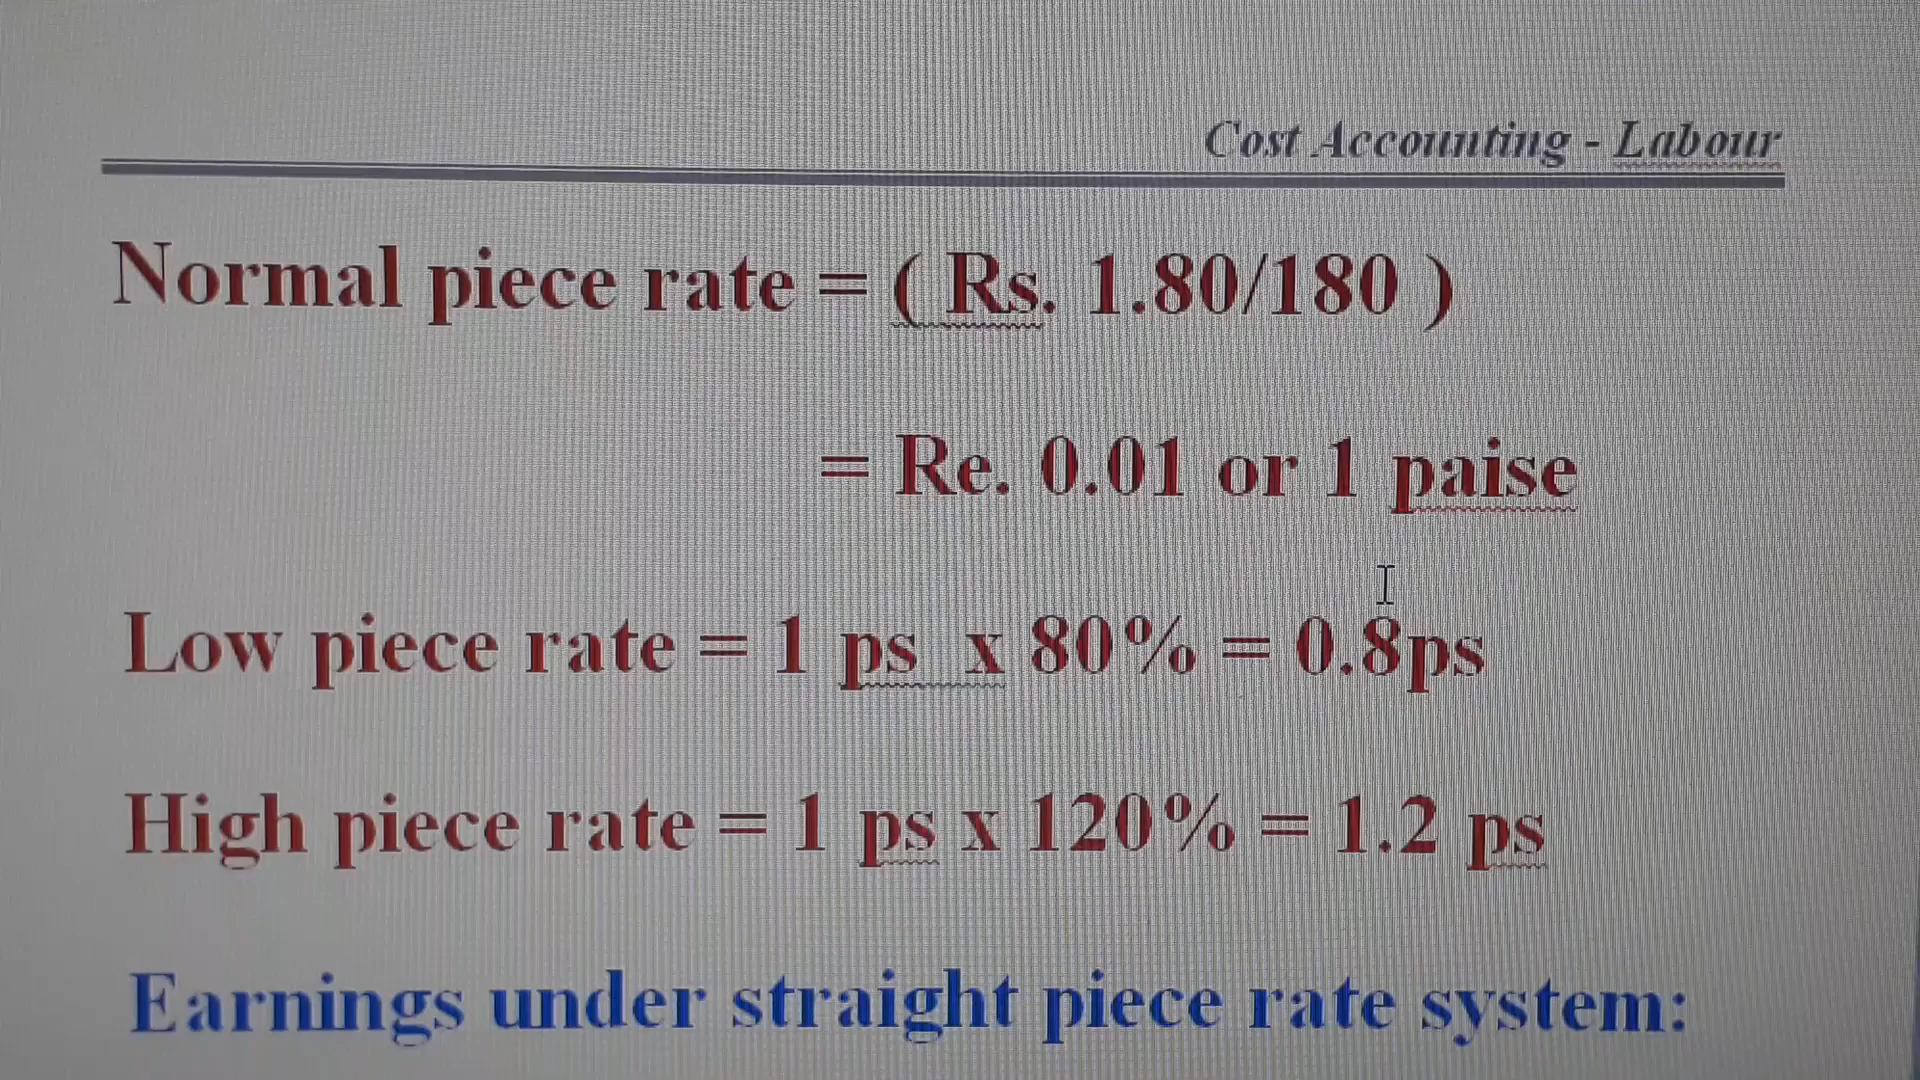 Cost Accounting - Labour
Normal piece rate = ( Rs. 1.80/180 )
= Re. 0.01 or 1 paise
Low piece rate = 1 ps x 80% = 0.8ps
High piece rate = 1 ps x 120% = 1.2 ps
Earnings under straight piece rate system: